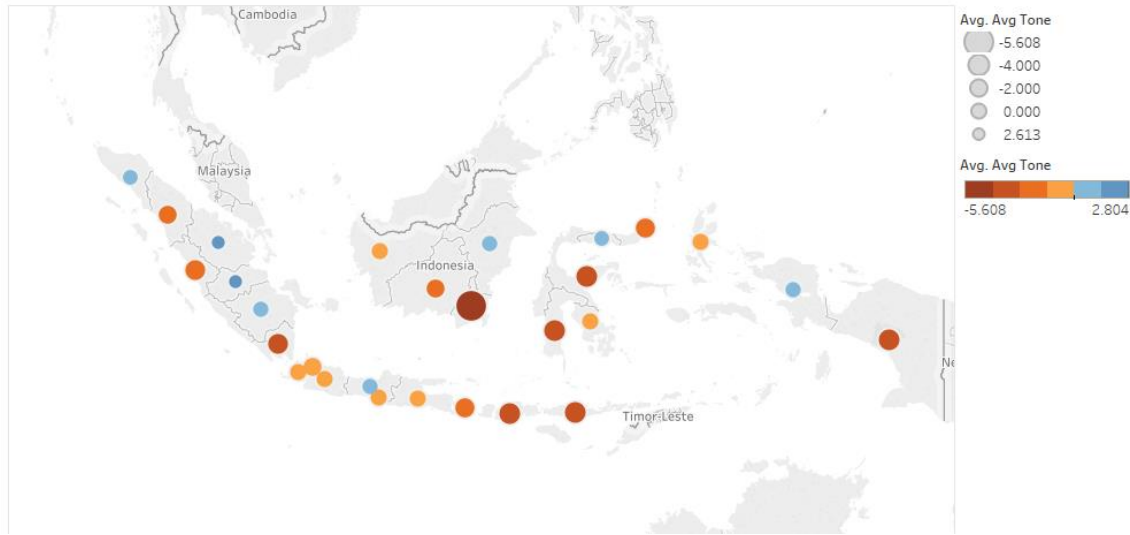 Cambodia
Malaysia
Indonesia
Timor-Leste
Ne
Avg. Avg Tone
-5.608
-4.000
-2.000
0.000
2.613
Avg. Avg Tone
-5.608 2.804